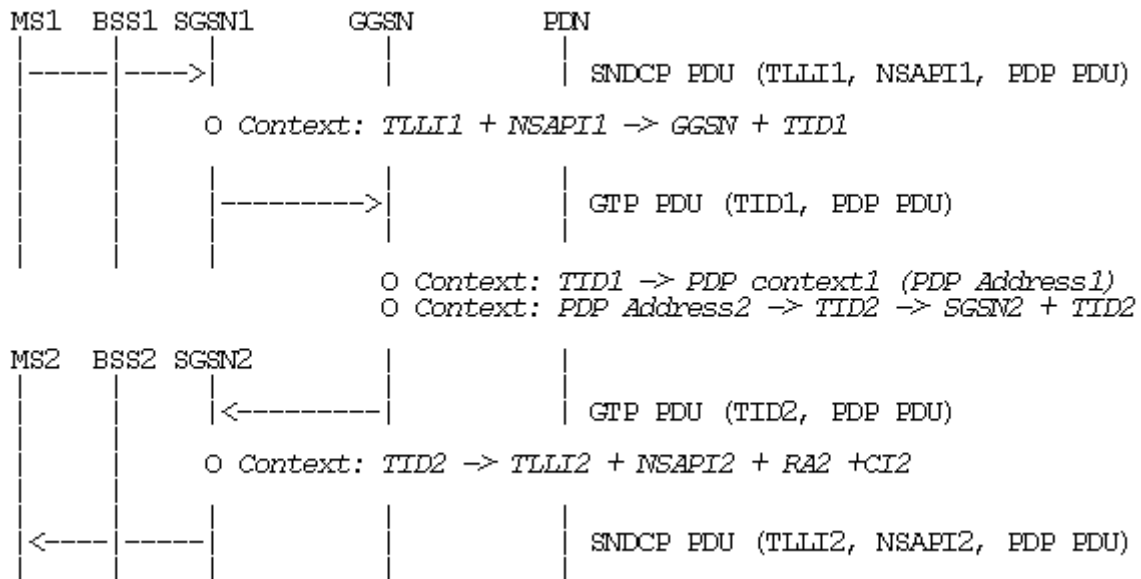 MS1 BSS1 SGSN1 GGSN PDN
SNDCP PDU (TLLI1, NSAPI1, PDP PDU)
O Context: TLLI1 + NSAPI1 -> GGSN + TID1
GTP PDU (TID1, PDP PDU)
O Context: TID1 -> PDP context1 (PDP Address1)
O Context: PDP Address2 -> TID2 -> SGSN2 + TID2
MS2 BSS2 SGSN2
GTP PDU (TID2, PDP PDU)
O Context: TID2 -> TLLI2 + NSAPI2 + RA2 +CI2
SNDCP PDU (TLLI2, NSAPI2, PDP PDU)